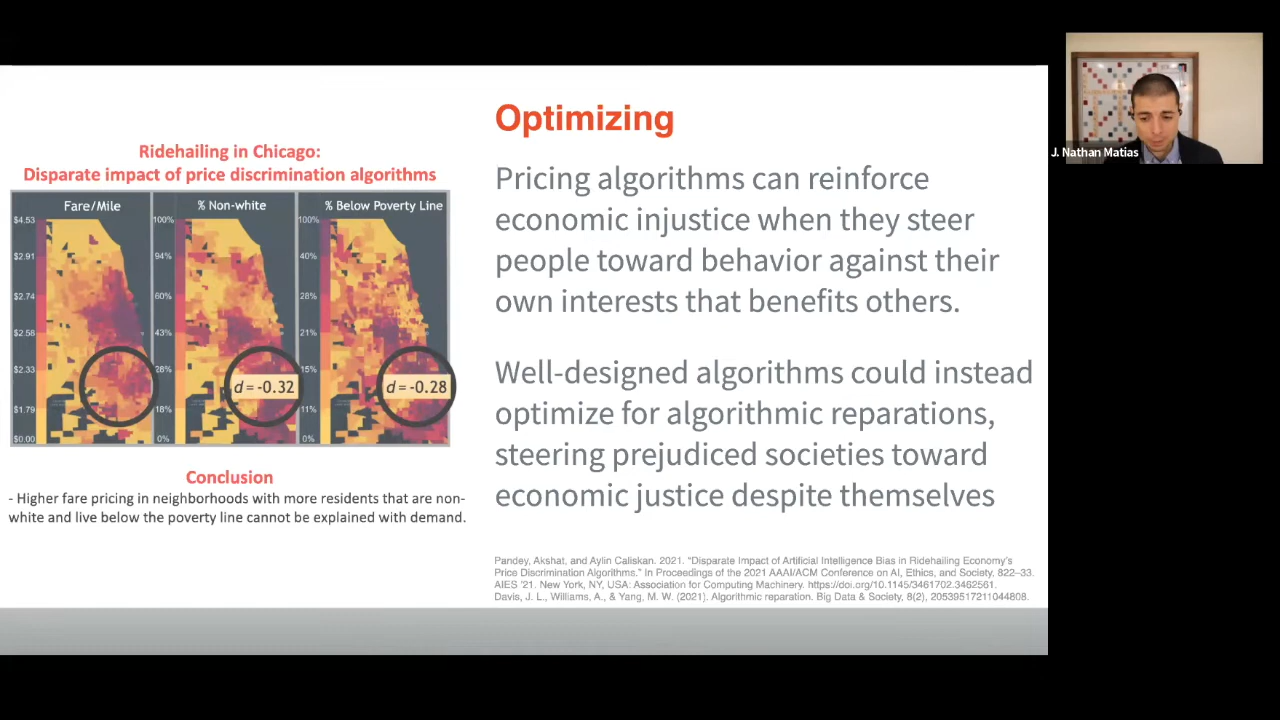 Ridehailing in Chicago:
Disparate impact of price discrimination algorithms
Fare/Mile
$4.53
$2.91
$2.74
$2.58
$2.33
$1.79
$0.00
% Non-white
100%
94%
60%
43%
28%
18%
0%
d = -0.32
% Below Poverty Line
100%
40%
28%
21%
15%
11%
0%
d = -0.28
Conclusion
- Higher fare pricing in neighborhoods with more residents that are non-
white and live below the poverty line cannot be explained with demand.
Optimizing
Pricing algorithms can reinforce
economic injustice when they steer
people toward behavior against their
own interests that benefits others.
Well-designed algorithms could instead
optimize for algorithmic reparations,
steering prejudiced societies toward
economic justice despite themselves
Pandey, Akshat, and Aylin Caliskan. 2021. "Disparate Impact of Artificial Intelligence Bias in Ridehailing Economy's
Price Discrimination Algorithms." In Proceedings of the 2021 AAAI/ACM Conference on AI, Ethics, and Society, 822–33.
AIES '21. New York, NY, USA: Association for Computing Machinery. https://doi.org/10.1145/3461702.3462561.
Davis, J. L., Williams, A., & Yang, M. W. (2021). Algorithmic reparation. Big Data & Society, 8(2), 20539517211044808.
J. Nathan Matias